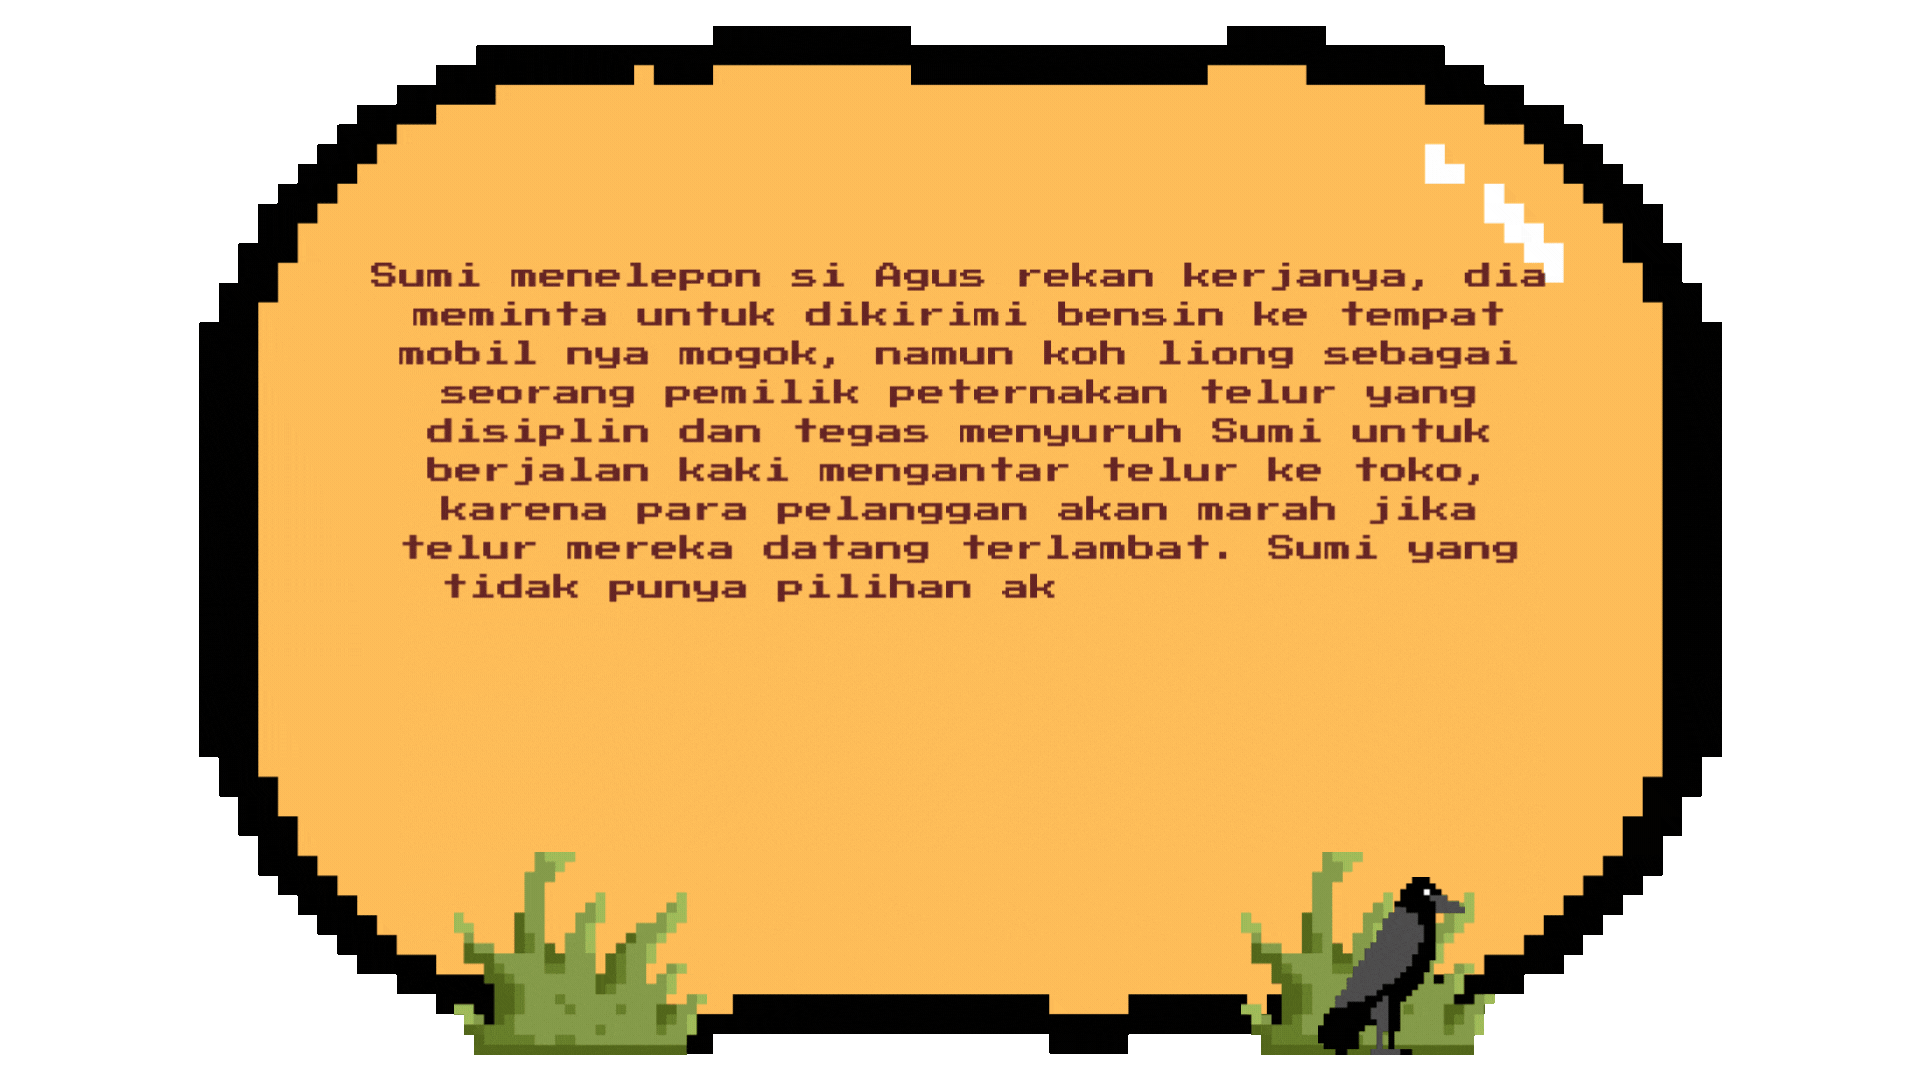 Sumi menelepon si Agus rekan kerjanya, dia
meminta untuk dikirimi bensin ke tempat
mobil nya mogok, namun koh liong sebagai
seorang pemilik peternakan telur yang
disiplin dan tegas menyuruh Sumi untuk
berjalan kaki mengantar telur ke toko,
karena para pelanggan akan marah jika
telur mereka datang terlambat. Sumi yang
tidak punya pilihan ak